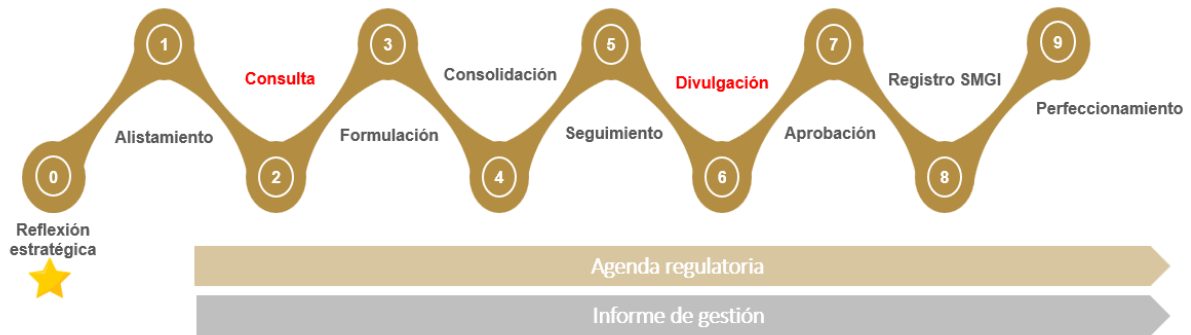 1
3
5
7
9
Consulta
Consolidación
Divulgación
Registro SMGI
Alistamiento
Formulación
Seguimiento
Aprobación
Perfeccionamiento
0
2
4
6
8
Reflexión
estratégica
Agenda regulatoria
Informe de gestión